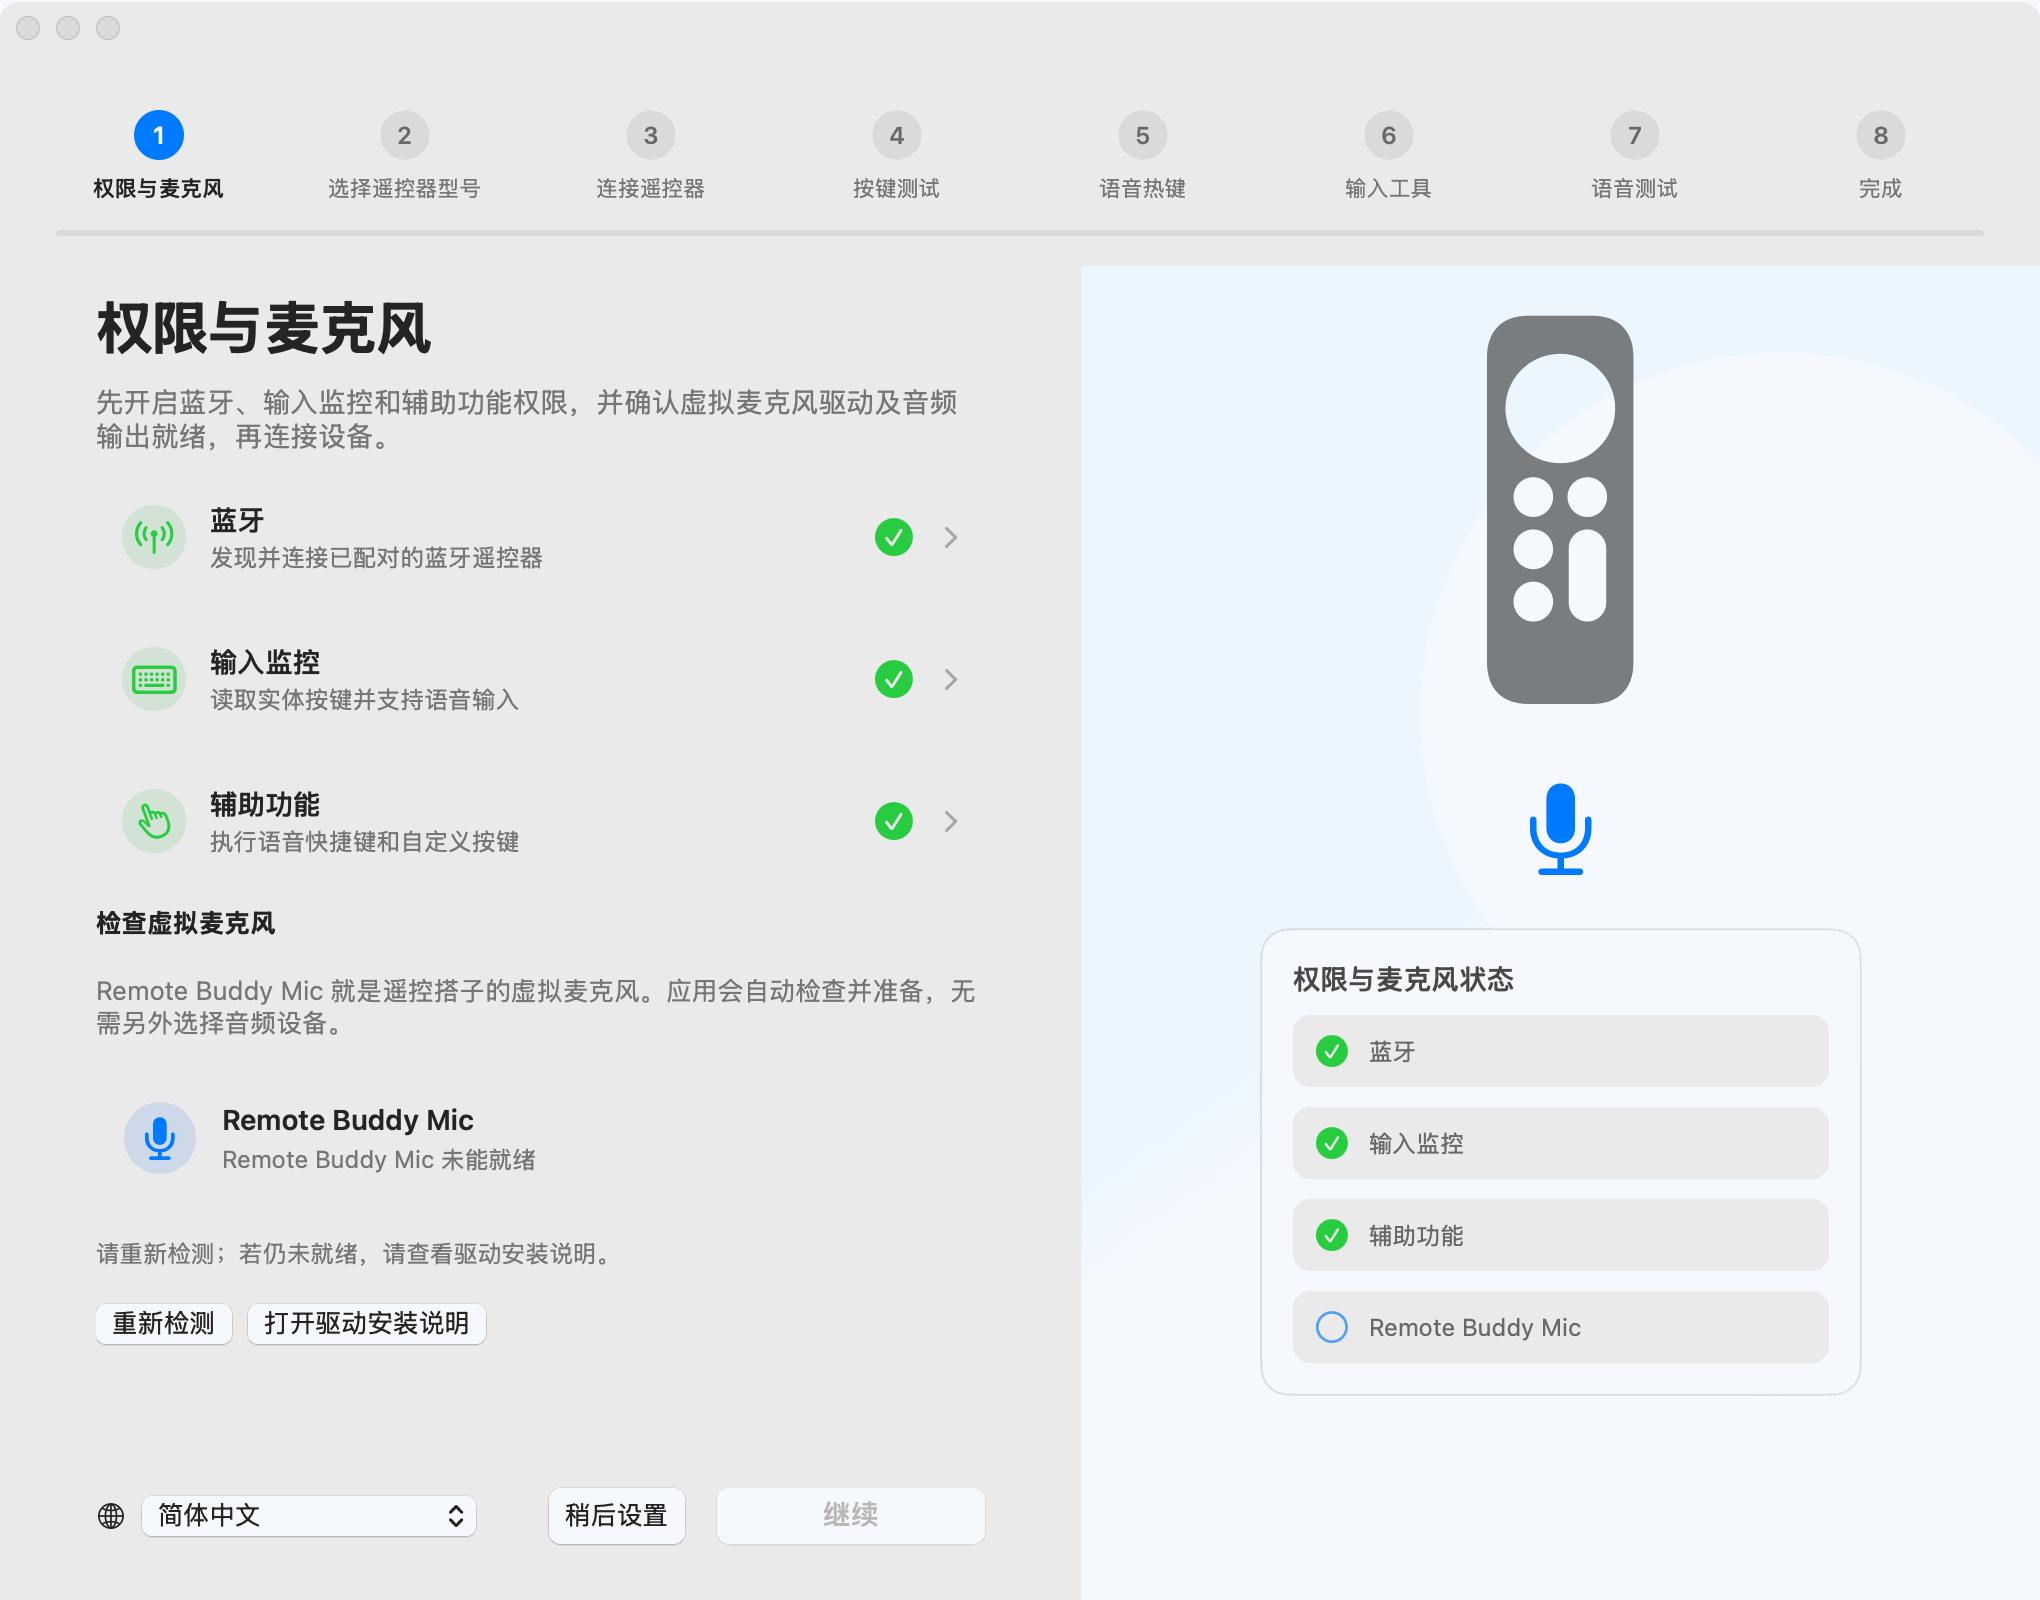 1
权限与麦克风
2
选择遥控器型号
3
连接遥控器
4
按键测试
5
语音热键
6
输入工具
7
语音测试
8
完成
权限与麦克风
先开启蓝牙、输入监控和辅助功能权限，并确认虚拟麦克风驱动及音频
输出就绪，再连接设备。
蓝牙
发现并连接已配对的蓝牙遥控器
输入监控
读取实体按键并支持语音输入
辅助功能
执行语音快捷键和自定义按键
检查虚拟麦克风
Remote Buddy Mic 就是遥控搭子的虚拟麦克风。应用会自动检查并准备，无
需另外选择音频设备。
Remote Buddy Mic
Remote Buddy Mic 未能就绪
请重新检测；若仍未就绪，请查看驱动安装说明。
重新检测
打开驱动安装说明
简体中文
稍后设置
继续
权限与麦克风状态
蓝牙
输入监控
辅助功能
Remote Buddy Mic